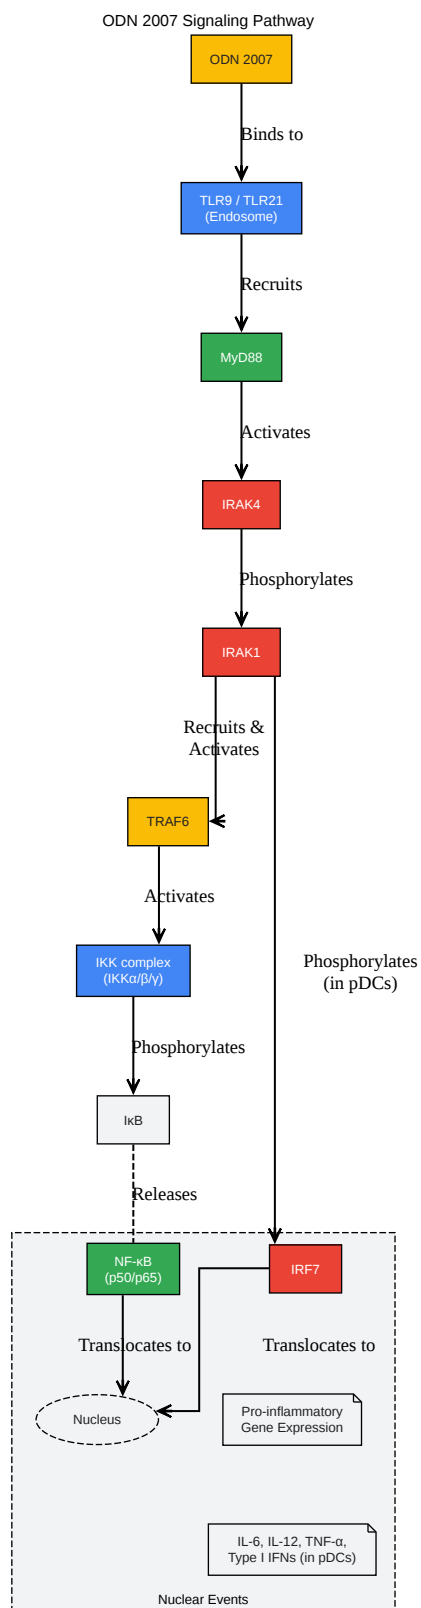 ODN 2007 Signaling Pathway
ODN 2007
Binds to
TLR9 / TLR21
(Endosome)
Recruits
MyD88
Activates
IRAK4
Phosphorylates
IRAK1
Recruits &
Activates
TRAF6
Activates
IKK complex
(IKKα/β/γ)
Phosphorylates
(in pDCs)
Phosphorylates
IκB
Releases
NF-κB
(p50/p65)
IRF7
Translocates to
Translocates to
Nucleus
Pro-inflammatory
Gene Expression
IL-6, IL-12, TNF-α,
Type I IFNs (in pDCs)
Nuclear Events